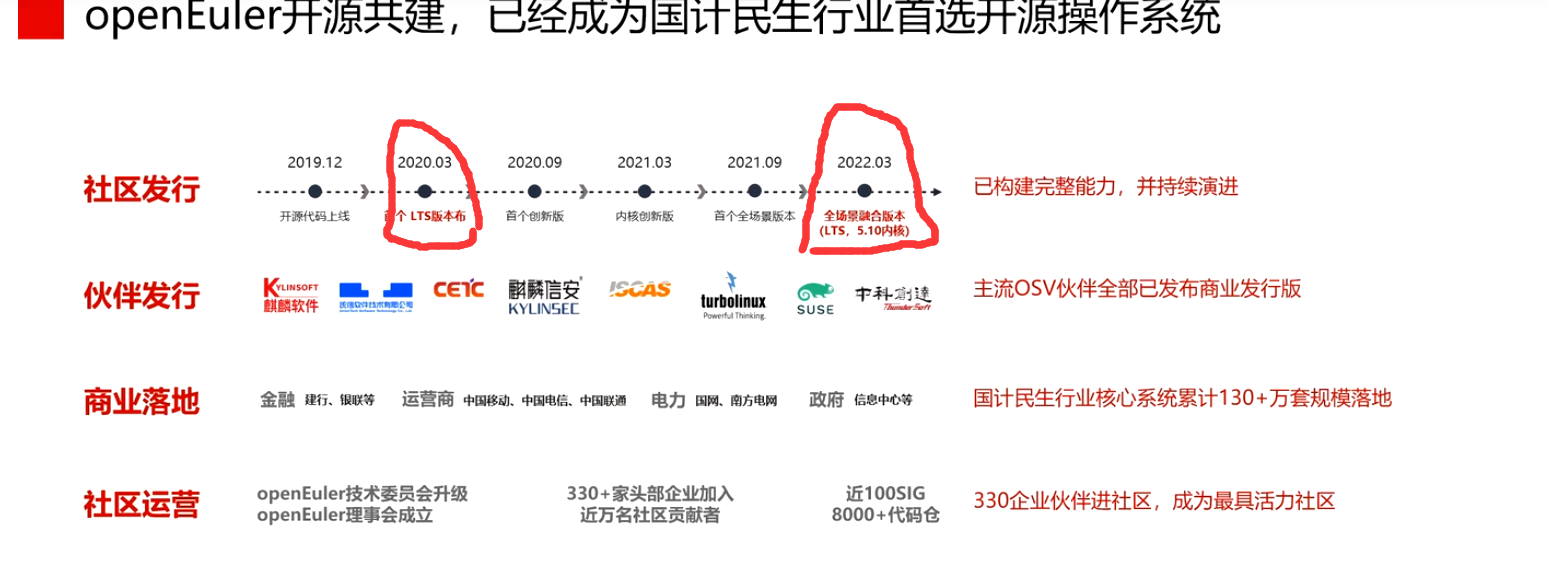 openEuler开源共建，已经成为国计民生行业首选开源操作系统
社区发行
2019.12
2020.03
2020.09
2021.03
2021.09
2022.03
开源代码上线
首个 LTS版本布
首个创新版
内核创新版
首个全场景版本
全场景融合版本
(LTS，5.10内核)
已构建完整能力，并持续演进
伙伴发行
KYLINSOFT
麒麟软件
CETC
麒麟信安
KYLINSEC
ISCAS
turbolinux
Powerful Thinking.
SUSE
中科创达
ThunderSoft
主流OSV伙伴全部已发布商业发行版
商业落地
金融 建行、银联等
运营商 中国移动、中国电信、中国联通
电力 国网、南方电网
政府 信息中心等
国计民生行业核心系统累计130+万套规模落地
社区运营
openEuler技术委员会升级
openEuler理事会成立
330+家头部企业加入
近万名社区贡献者
近100SIG
8000+代码仓
330企业伙伴进社区，成为最具活力社区